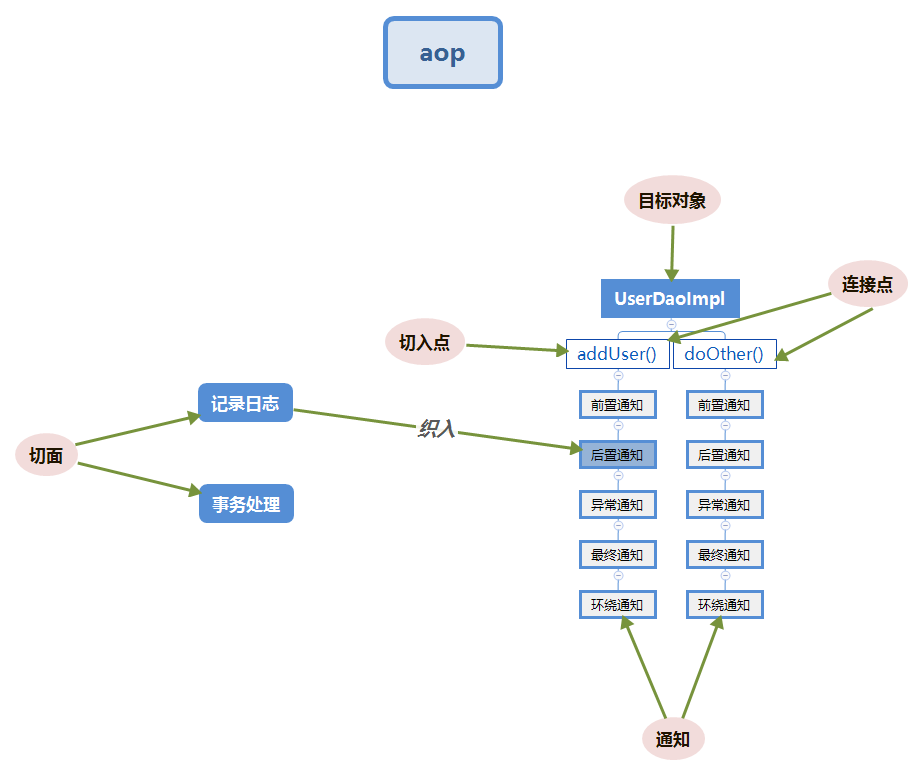 aop
目标对象
连接点
UserDaoImpl
切入点
addUser()
doOther()
记录日志
织入
前置通知
前置通知
切面
后置通知
后置通知
事务处理
异常通知
异常通知
最终通知
最终通知
环绕通知
环绕通知
通知